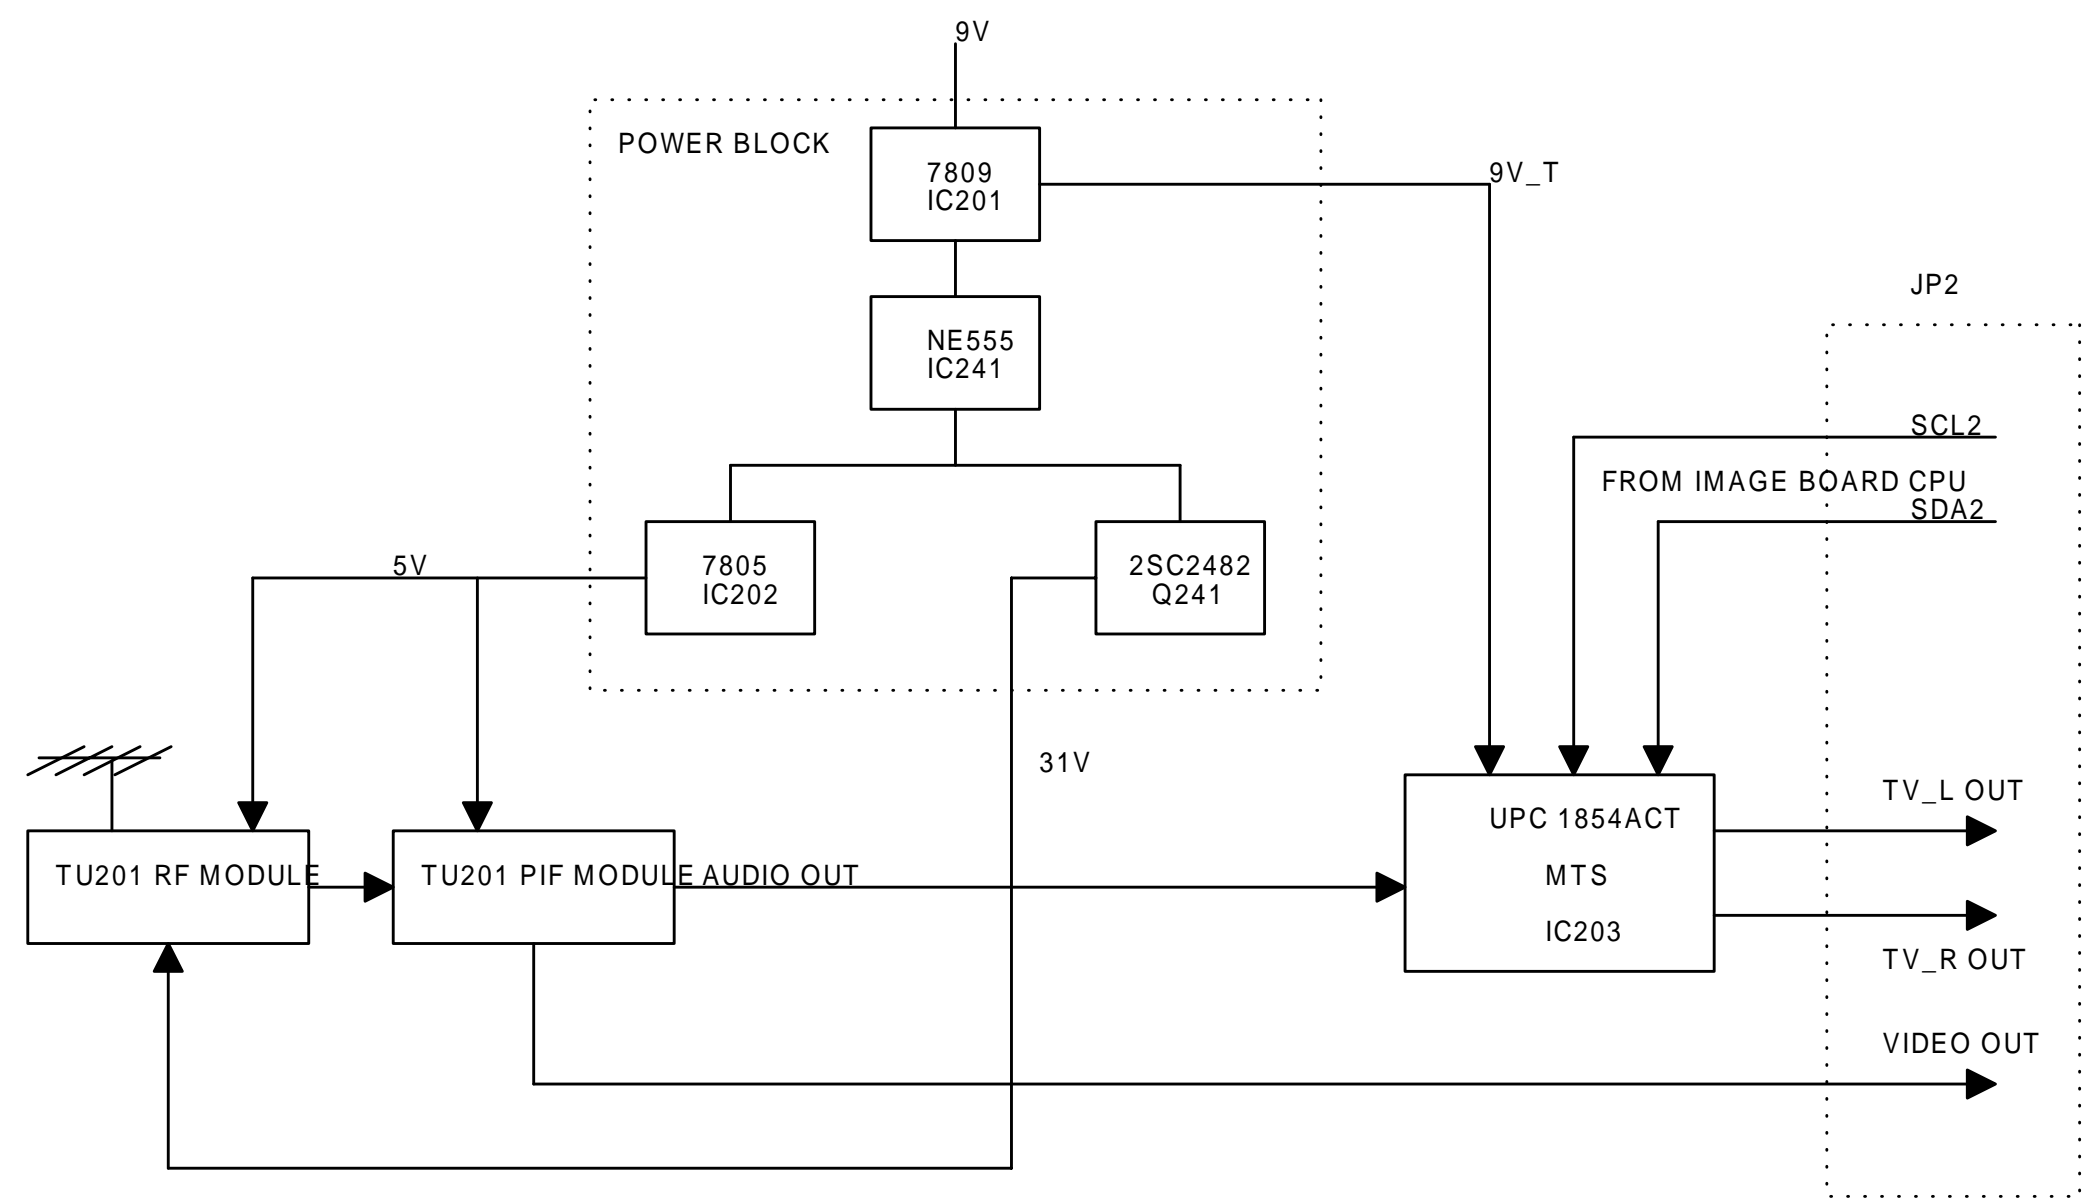 9V
POWER BLOCK
7809
IC201
9V_T
NE555
IC241
JP2
SCL2
FROM IMAGE BOARD CPU
SDA2
5V
7805
IC202
2SC2482
Q241
31V
TU201 RF MODULE
TU201 PIF MODULE
AUDIO OUT
UPC 1854ACT
MTS
IC203
TV_L OUT
TV_R OUT
VIDEO OUT